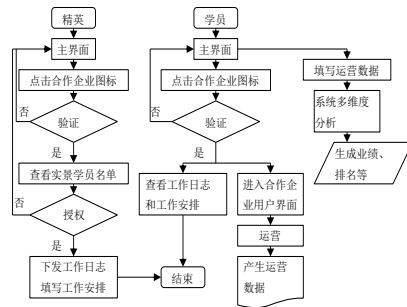 精英
主界面
点击合作企业图标
否
验证
是
查看实景学员名单
否
授权
是
下发工作日志
填写工作安排
学员
主界面
点击合作企业图标
否
验证
是
查看工作日志
和工作安排
结束
进入合作企
业用户界面
运营
产生运营
数据
填写运营数据
系统多维度
分析
生成业绩、
排名等